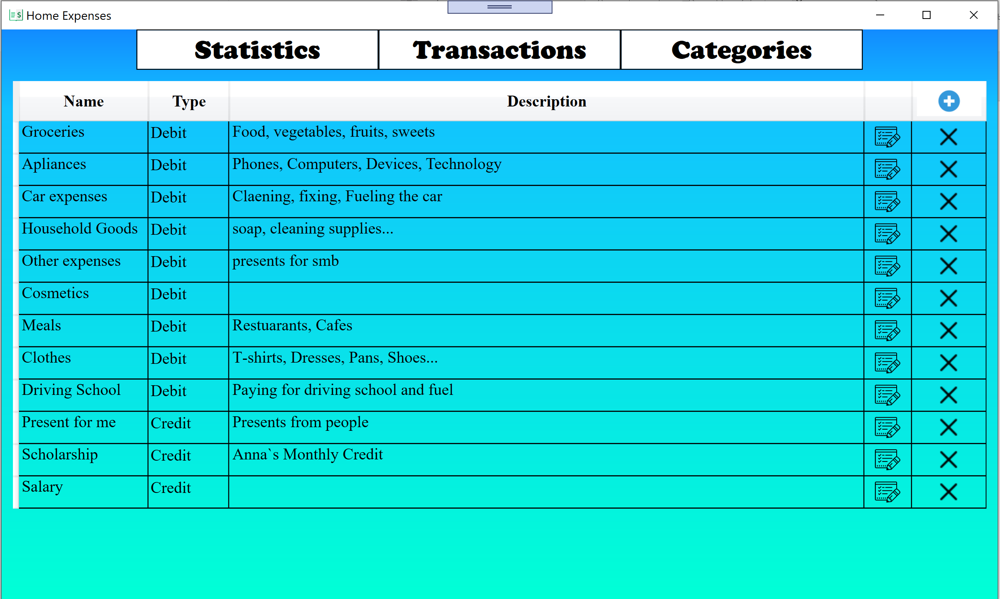 Home Expenses
Statistics Transactions Categories
Name Type Description
Groceries Debit Food, vegetables, fruits, sweets
Apliances Debit Phones, Computers, Devices, Technology
Car expenses Debit Claening, fixing, Fueling the car
Household Goods Debit soap, cleaning supplies...
Other expenses Debit presents for smb
Cosmetics Debit
Meals Debit Restuarants, Cafes
Clothes Debit T-shirts, Dresses, Pans, Shoes...
Driving School Debit Paying for driving school and fuel
Present for me Credit Presents from people
Scholarship Credit Anna`s Monthly Credit
Salary Credit